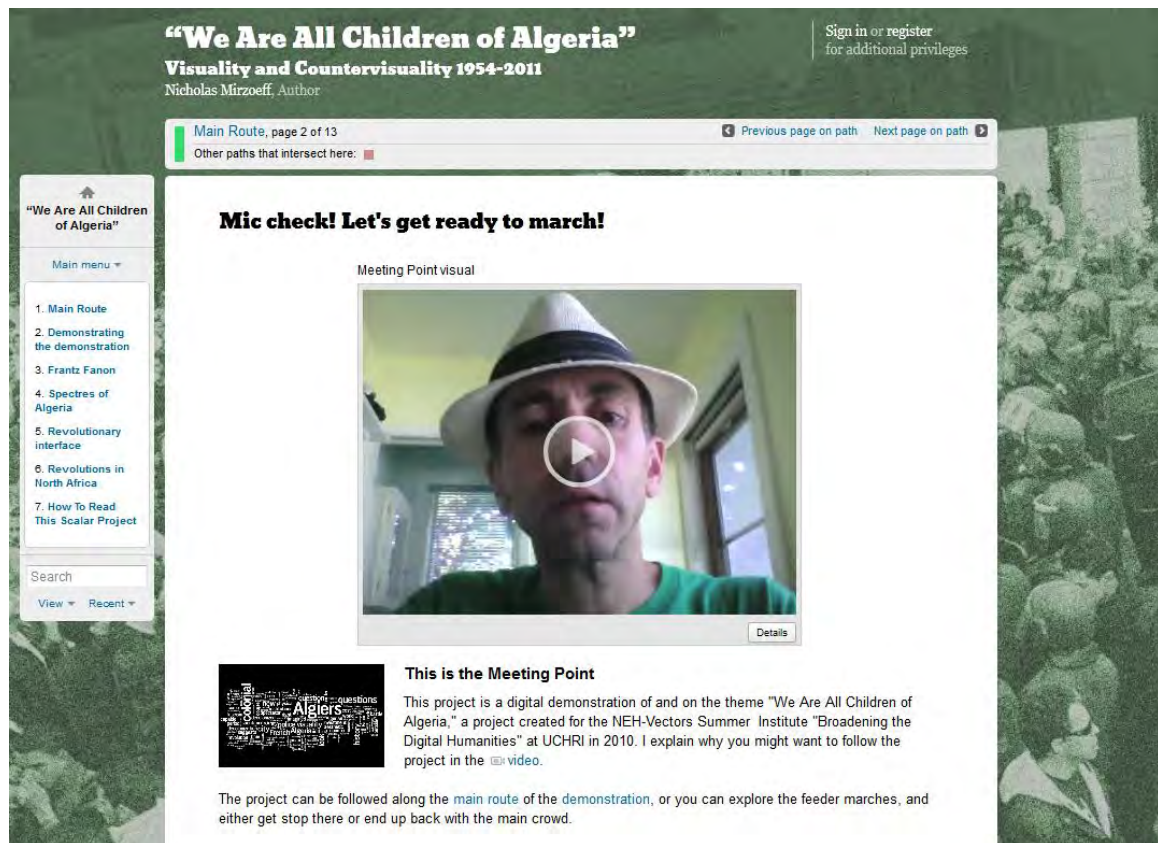 “We Are All Children of Algeria”
Visuality and Countervisuality 1954-2011
Nicholas Mirzoeff, Author
Sign in or register
for additional privileges
Main Route, page 2 of 13
Previous page on path Next page on path
Other paths that intersect here:
“We Are All Children
of Algeria”
Main menu
1. Main Route
2. Demonstrating
the demonstration
3. Frantz Fanon
4. Spectres of
Algeria
5. Revolutionary
interface
6. Revolutions in
North Africa
7. How To Read
This Scalar Project
Search
View Recent
Mic check! Let's get ready to march!
Meeting Point visual
Details
colonial
Algiers
questions
This is the Meeting Point
This project is a digital demonstration of and on the theme "We Are All Children of
Algeria," a project created for the NEH-Vectors Summer Institute "Broadening the
Digital Humanities" at UCHRI in 2010. I explain why you might want to follow the
project in the video.
The project can be followed along the main route of the demonstration, or you can explore the feeder marches, and
either get stop there or end up back with the main crowd.